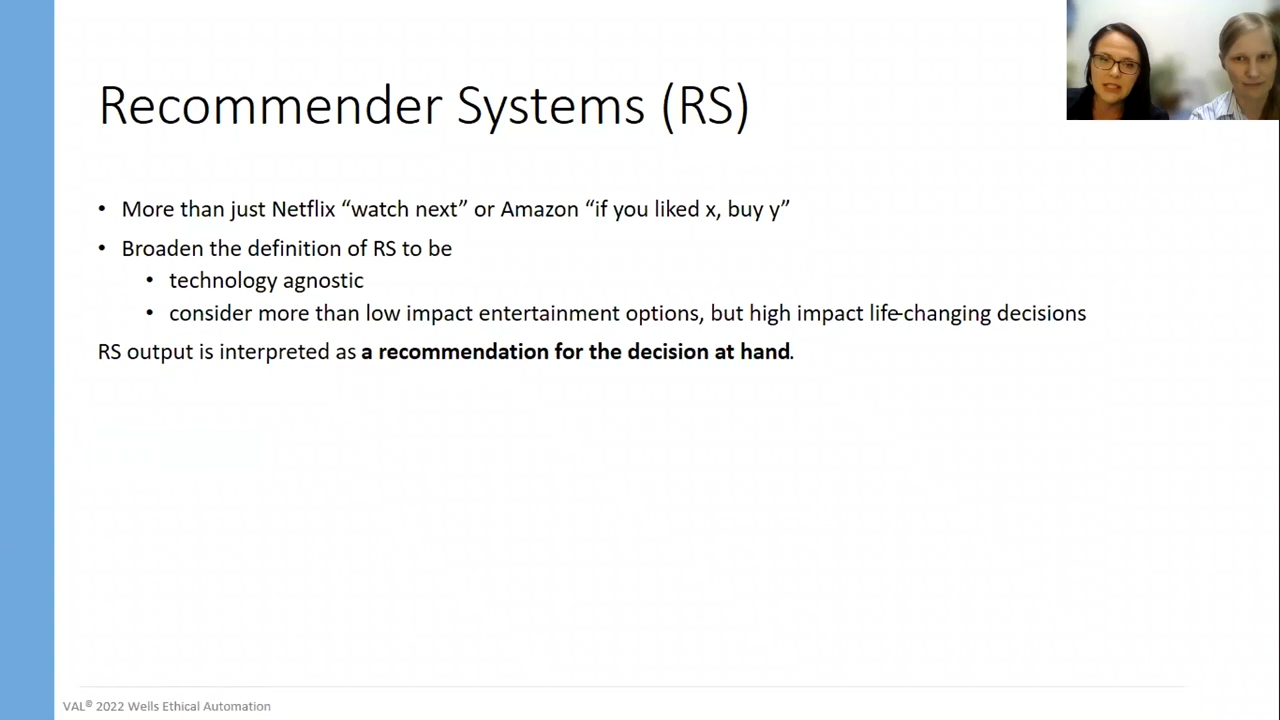 Recommender Systems (RS)
• More than just Netflix “watch next” or Amazon “if you liked x, buy y”
• Broaden the definition of RS to be
• technology agnostic
• consider more than low impact entertainment options, but high impact life-changing decisions
RS output is interpreted as a recommendation for the decision at hand.
VAL© 2022 Wells Ethical Automation